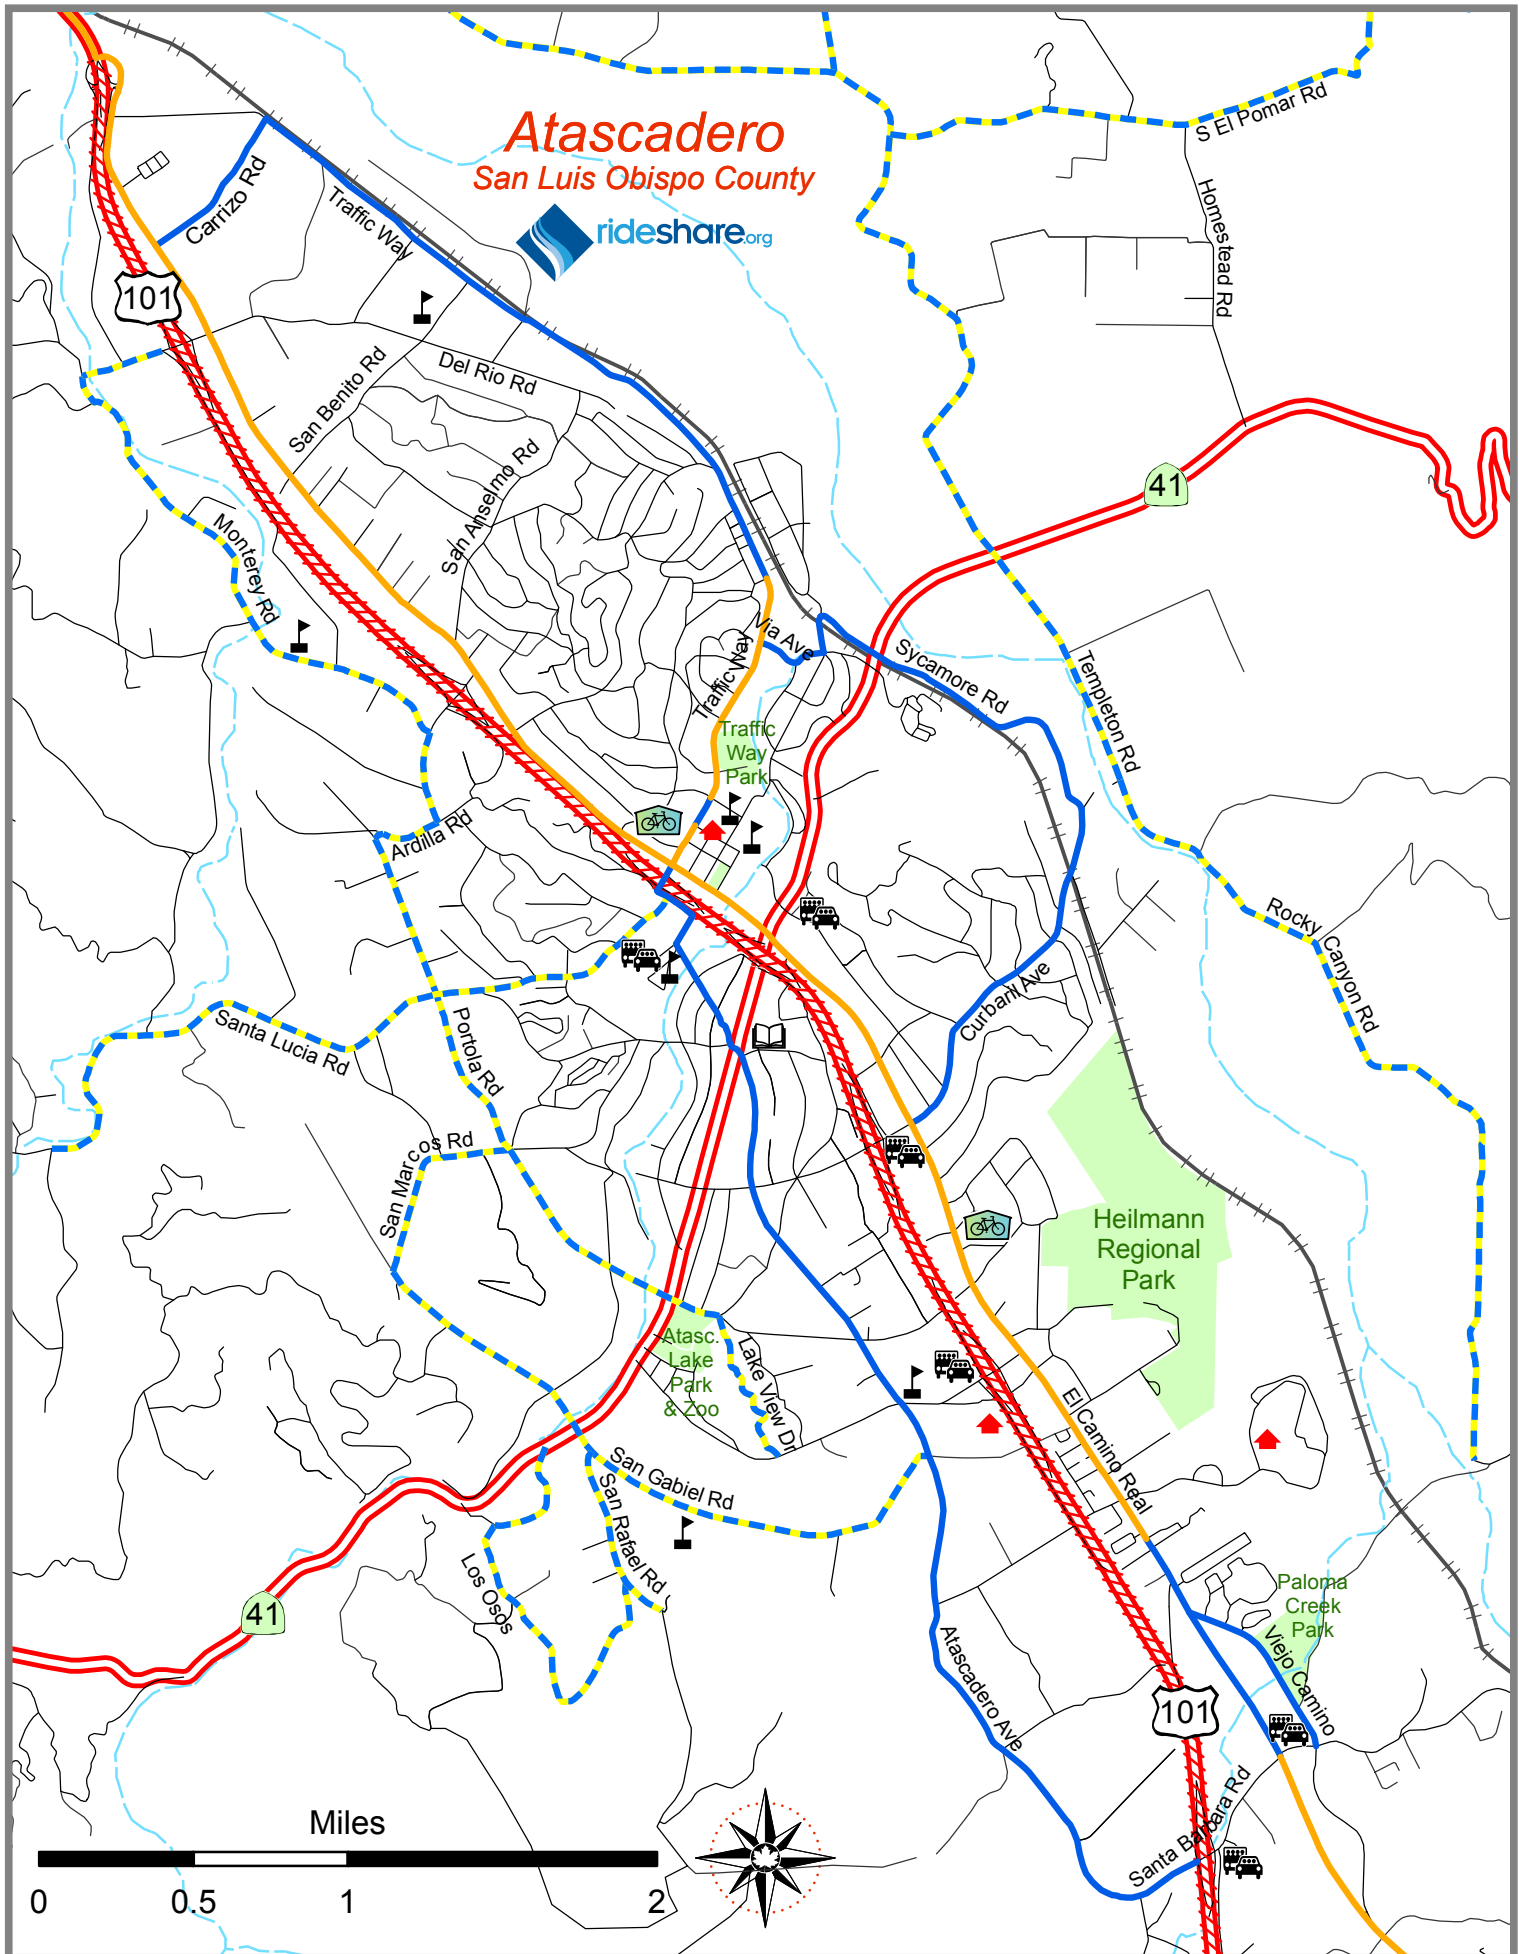 Atascadero
San Luis Obispo County
rideshare.org
S El Pomar Rd
Homestead Rd
Carrizo Rd
Traffic Way
101
Del Rio Rd
San Benito Rd
San Anselmo Rd
41
Monterey Rd
Via Ave
Traffic Way
Sycamore Rd
Templeton Rd
Traffic
Way
Park
Ardilla Rd
Rocky Canyon Rd
Curbaril Ave
Santa Lucia Rd
Portola Rd
San Marcos Rd
Heilmann
Regional
Park
Atasc.
Lake
Park
& Zoo
Lake View Dr
El Camino Real
San Gabiel Rd
San Rafael Rd
Los Osos
41
Paloma
Creek
Park
Viejo Camino
Atascadero Ave
101
Santa Barbara Rd
Miles
0 0.5 1 2